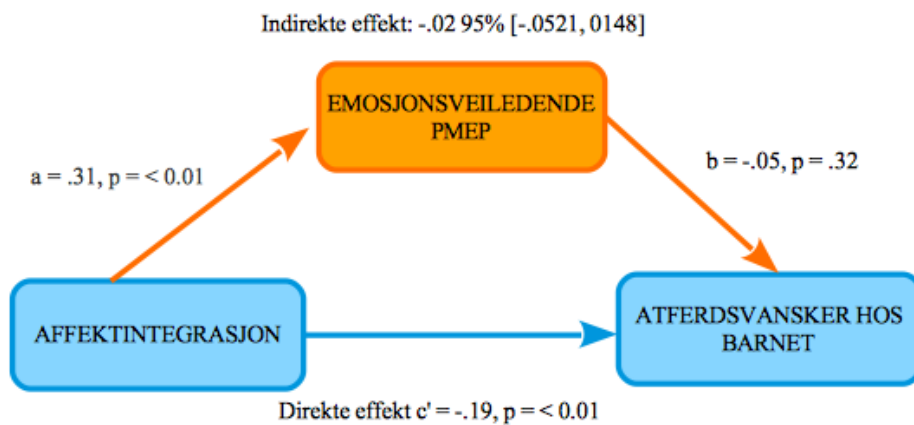 Indirekte effekt: -.02 95% [-.0521, 0148]
EMOSJONSVEILEDENDE
PMEP
a = .31, p = < 0.01
b = -.05, p = .32
AFFEKTINTEGRASJON
ATFERDSVANSKER HOS
BARNET
Direkte effekt c' = -.19, p = < 0.01